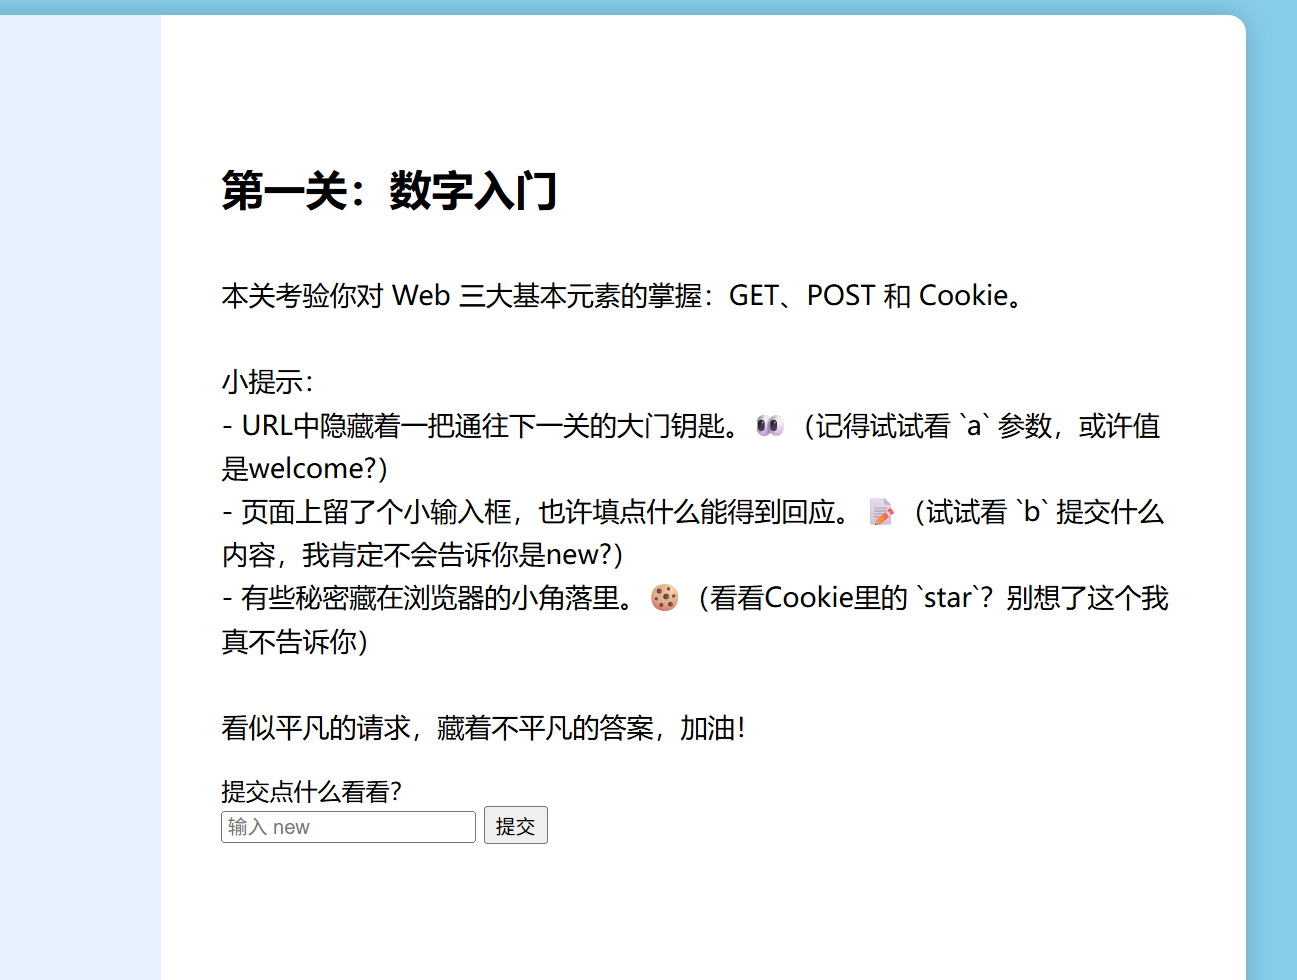 第一关：数字入门
本关考验你对 Web 三大基本元素的掌握：GET、POST 和 Cookie。
小提示：
- URL中隐藏着一把通往下一关的大门钥匙。👀（记得试试看 `a` 参数，或许值
是welcome?）
- 页面上留了个小输入框，也许填点什么能得到回应。📝（试试看 `b` 提交什么
内容，我肯定不会告诉你是new?）
- 有些秘密藏在浏览器的小角落里。🍪（看看Cookie里的 `star`？别想了这个我
真不告诉你）
看似平凡的请求，藏着不平凡的答案，加油！
提交点什么看看？
输入 new 提交